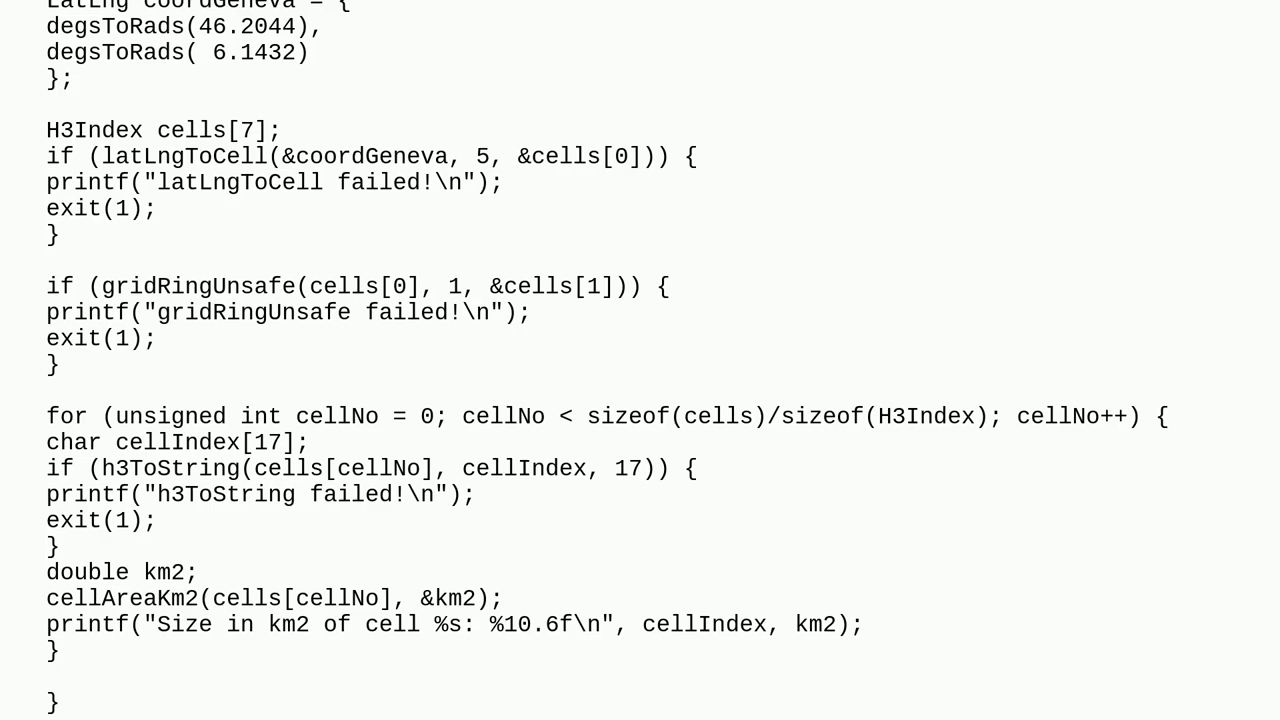 LatLng coordGeneva = {
degsToRads(46.2044),
degsToRads( 6.1432)
};
H3Index cells[7];
if (latLngToCell(&coordGeneva, 5, &cells[0])) {
printf("latLngToCell failed!\n");
exit(1);
}
if (gridRingUnsafe(cells[0], 1, &cells[1])) {
printf("gridRingUnsafe failed!\n");
exit(1);
}
for (unsigned int cellNo = 0; cellNo < sizeof(cells)/sizeof(H3Index); cellNo++) {
char cellIndex[17];
if (h3ToString(cells[cellNo], cellIndex, 17)) {
printf("h3ToString failed!\n");
exit(1);
}
double km2;
cellAreaKm2(cells[cellNo], &km2);
printf("Size in km2 of cell %s: %10.6f\n", cellIndex, km2);
}
}